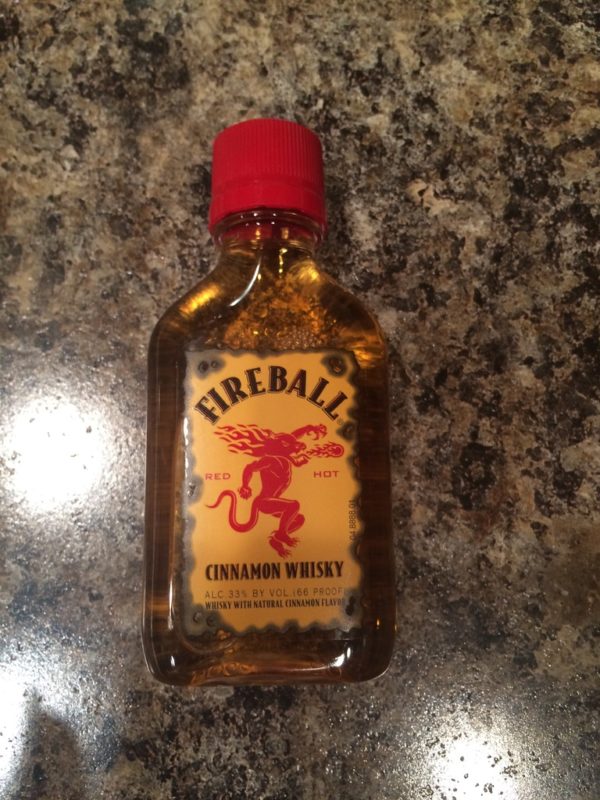 FIREBALL
RED HOT
CINNAMON WHISKY
ALC. 33% BY VOL. (66 PROOF)
WHISKY WITH NATURAL CINNAMON FLAVOR